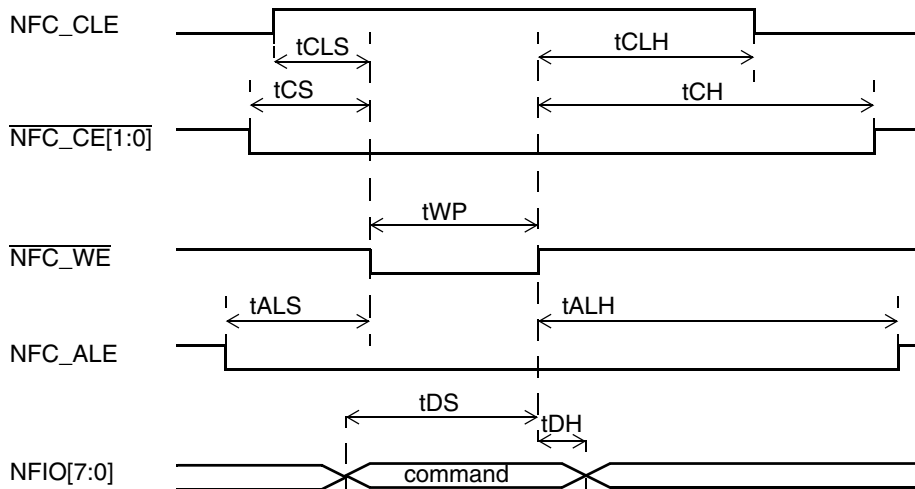 NFC_CLE
tCLS
tCLH
tCS
tCH
NFC_CE[1:0]
tWP
NFC_WE
tALS
tALH
NFC_ALE
tDS
tDH
NFIO[7:0]
command